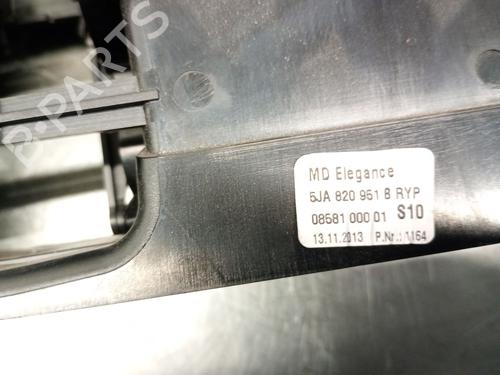 B-PARTS
MD Elegance
5JA 820 951 B RYP
08581 000 01 S10
13.11.2013 P.Nr.: 1164